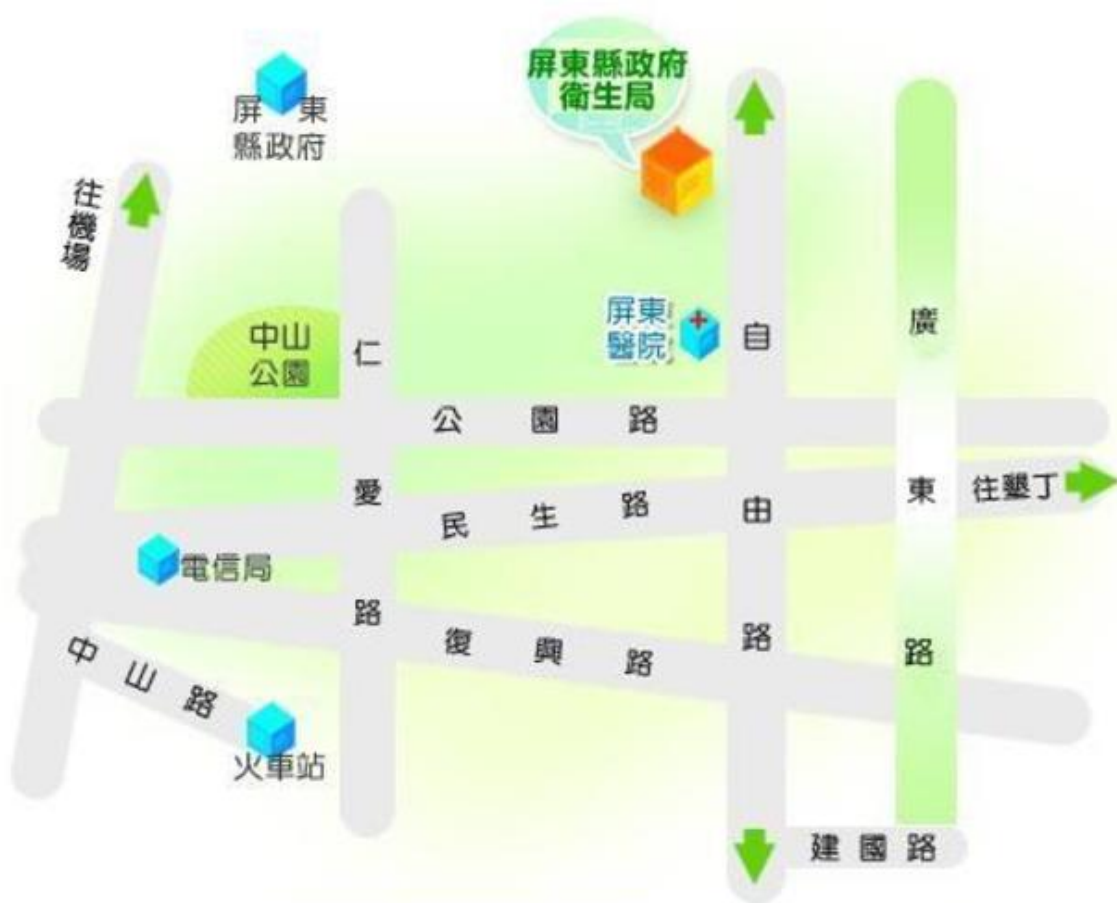 屏東縣政府
衛生局
屏東
縣政府
往機場
中山
公園
屏東
醫院
仁愛路
自由路
廣東路
公園路
民生路
往墾丁
電信局
復興路
中山路
火車站
建國路